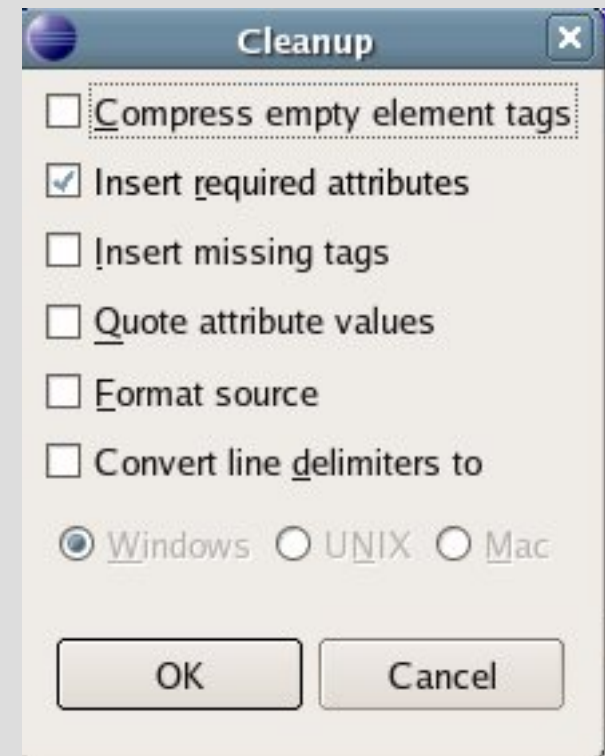 Cleanup
Compress empty element tags
Insert required attributes
Insert missing tags
Quote attribute values
Format source
Convert line delimiters to
Windows UNIX Mac
OK Cancel